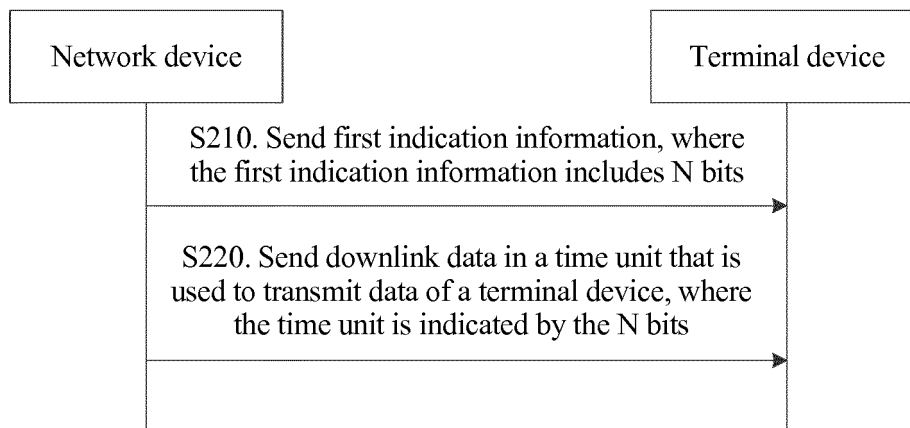 Network device
Terminal device
S210. Send first indication information, where
the first indication information includes N bits
S220. Send downlink data in a time unit that is
used to transmit data of a terminal device, where
the time unit is indicated by the N bits